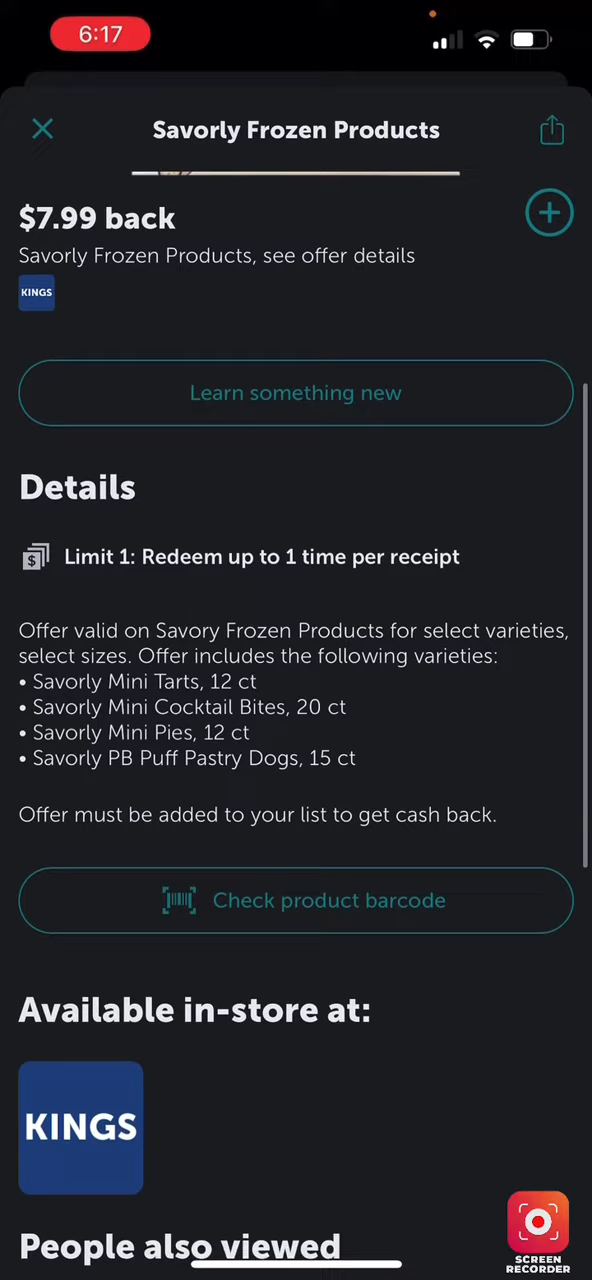 6:17
Savorly Frozen Products
$7.99 back
Savorly Frozen Products, see offer details
KINGS
Learn something new
Details
$ Limit 1: Redeem up to 1 time per receipt
Offer valid on Savory Frozen Products for select varieties,
select sizes. Offer includes the following varieties:
• Savorly Mini Tarts, 12 ct
• Savorly Mini Cocktail Bites, 20 ct
• Savorly Mini Pies, 12 ct
• Savorly PB Puff Pastry Dogs, 15 ct
Offer must be added to your list to get cash back.
Check product barcode
Available in-store at:
KINGS
People also viewed
SCREEN
RECORDER